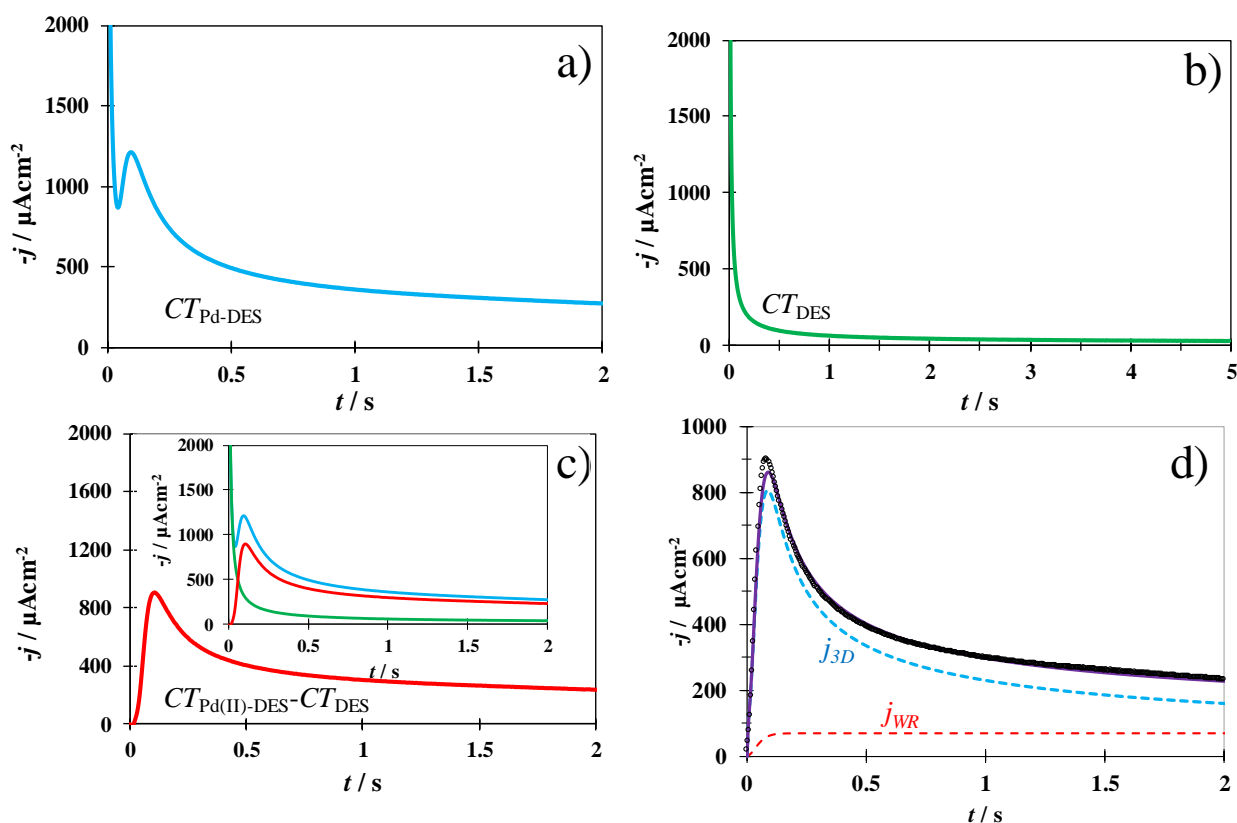 a)
-j / µAcm-2
2000
1500
1000
500
0
CTPd-DES
0 0.5 1 1.5 2
t / s
b)
-j / µAcm-2
2000
1500
1000
500
0
CTDES
0 1 2 3 4 5
t / s
c)
-j / µAcm-2
2000
1600
1200
800
400
0
CTPd(II)-DES-CTDES
0 0.5 1 1.5 2
t / s
-j / µAcm-2
2000
1500
1000
500
0
0 0.5 1 1.5 2
t / s
d)
-j / µAcm-2
1000
800
600
400
200
0
j3D
jWR
0 0.5 1 1.5 2
t / s